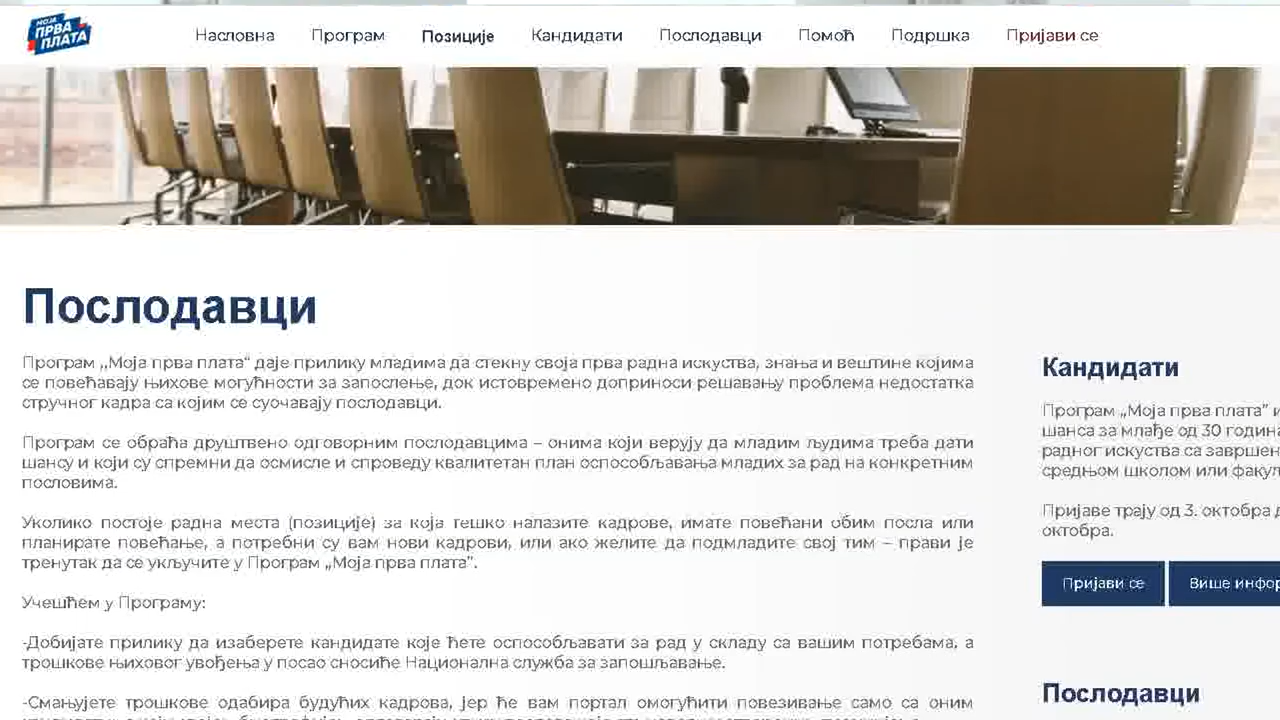 МОЈА
ПРВА
ПЛАТА
Насловна Програм Позиције Кандидати Послодавци Помоћ Подршка Пријави се
Послодавци
Програм „Моја прва плата“ даје прилику младима да стекну своја прва радна искуства, знања и вештине којима
се повећавају њихове могућности за запослење, док истовремено доприноси решавању проблема недостатка
стручног кадра са којим се суочавају послодавци.
Програм се обраћа друштвено одговорним послодавцима – онима који верују да младим људима треба дати
шансу и који су спремни да осмисле и спроведу квалитетан план оспособљавања младих за рад на конкретним
пословима.
Уколико постоје радна места (позиције) за која тешко налазите кадрове, имате повећани обим посла или
планирате повећање, а потребни су вам нови кадрови, или ако желите да подмладите свој тим – прави је
тренутак да се укључите у Програм „Моја прва плата”.
Учешћем у Програму:
-Добијате прилику да изаберете кандидате које ћете оспособљавати за рад у складу са вашим потребама, а
трошкове њиховог увођења у посао сносиће Национална служба за запошљавање.
-Смањујете трошкове одабира будућих кадрова, јер ће вам портал омогућити повезивање само са оним
Кандидати
Програм „Моја прва плата” и
шанса за млађе од 30 година
радног искуства са завршен
средњом школом или факул
Пријаве трају од 3. октобра д
октобра.
Пријави се Више инфор
Послодавци